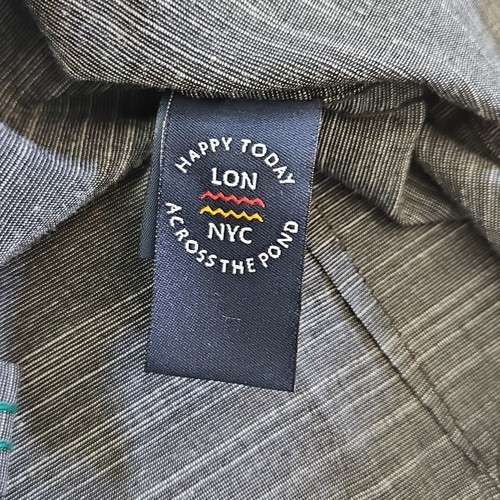 HAPPY TODAY
LON
NYC
ACROSS THE POND